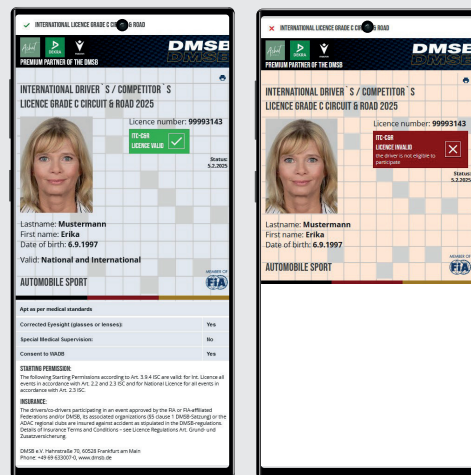 INTERNATIONAL LICENCE GRADE C CIR & ROAD
DEKRA
PREMIUM PARTNER OF THE DMSB
DMSB
INTERNATIONAL DRIVER`S / COMPETITOR`S
LICENCE GRADE C CIRCUIT & ROAD 2025
Licence number: 99993143
ITC-C&R
LICENCE VALID
Status:
5.2.2025
Lastname: Mustermann
First name: Erika
Date of birth: 6.9.1997
Valid: National and International
MEMBER OF
AUTOMOBILE SPORT
FiA
Apt as per medical standards
Corrected Eyesight (glasses or lenses): Yes
Special Medical Supervision: No
Consent to WADB Yes
STARTING PERMISSION:
The following Starting Permissions according to Art. 3.9.4 ISC are valid: for Int. Licence all
events in accordance with Art. 2.2 and 2.3 ISC and for National Licence for all events in
accordance with Art. 2.3 ISC.
INSURANCE:
The drivers/co-drivers participating in an event approved by the FIA or FIA-affiliated
Federations and/or DMSB, its associated organizations (§5 clause 1 DMSB-Satzung) or the
ADAC regional clubs are insured against accident as stipulated in the DMSB-regulations.
Details of Insurance Terms and Conditions – see Licence Regulations Art. Grund- und
Zusatzversicherung.
DMSB e.V. Hahnstraße 70, 60528 Frankfurt am Main
Phone: +49 69 633007-0, www.dmsb.de
INTERNATIONAL LICENCE GRADE C & ROAD
DEKRA
PREMIUM PARTNER OF THE DMSB
DMSB
INTERNATIONAL DRIVER`S / COMPETITOR`S
LICENCE GRADE C CIRCUIT & ROAD 2025
Licence number: 99993143
ITC-C&R
LICENCE INVALID
the driver is not eligible to
participate
Status:
5.2.2025
Lastname: Mustermann
First name: Erika
Date of birth: 6.9.1997
MEMBER OF
AUTOMOBILE SPORT
FiA